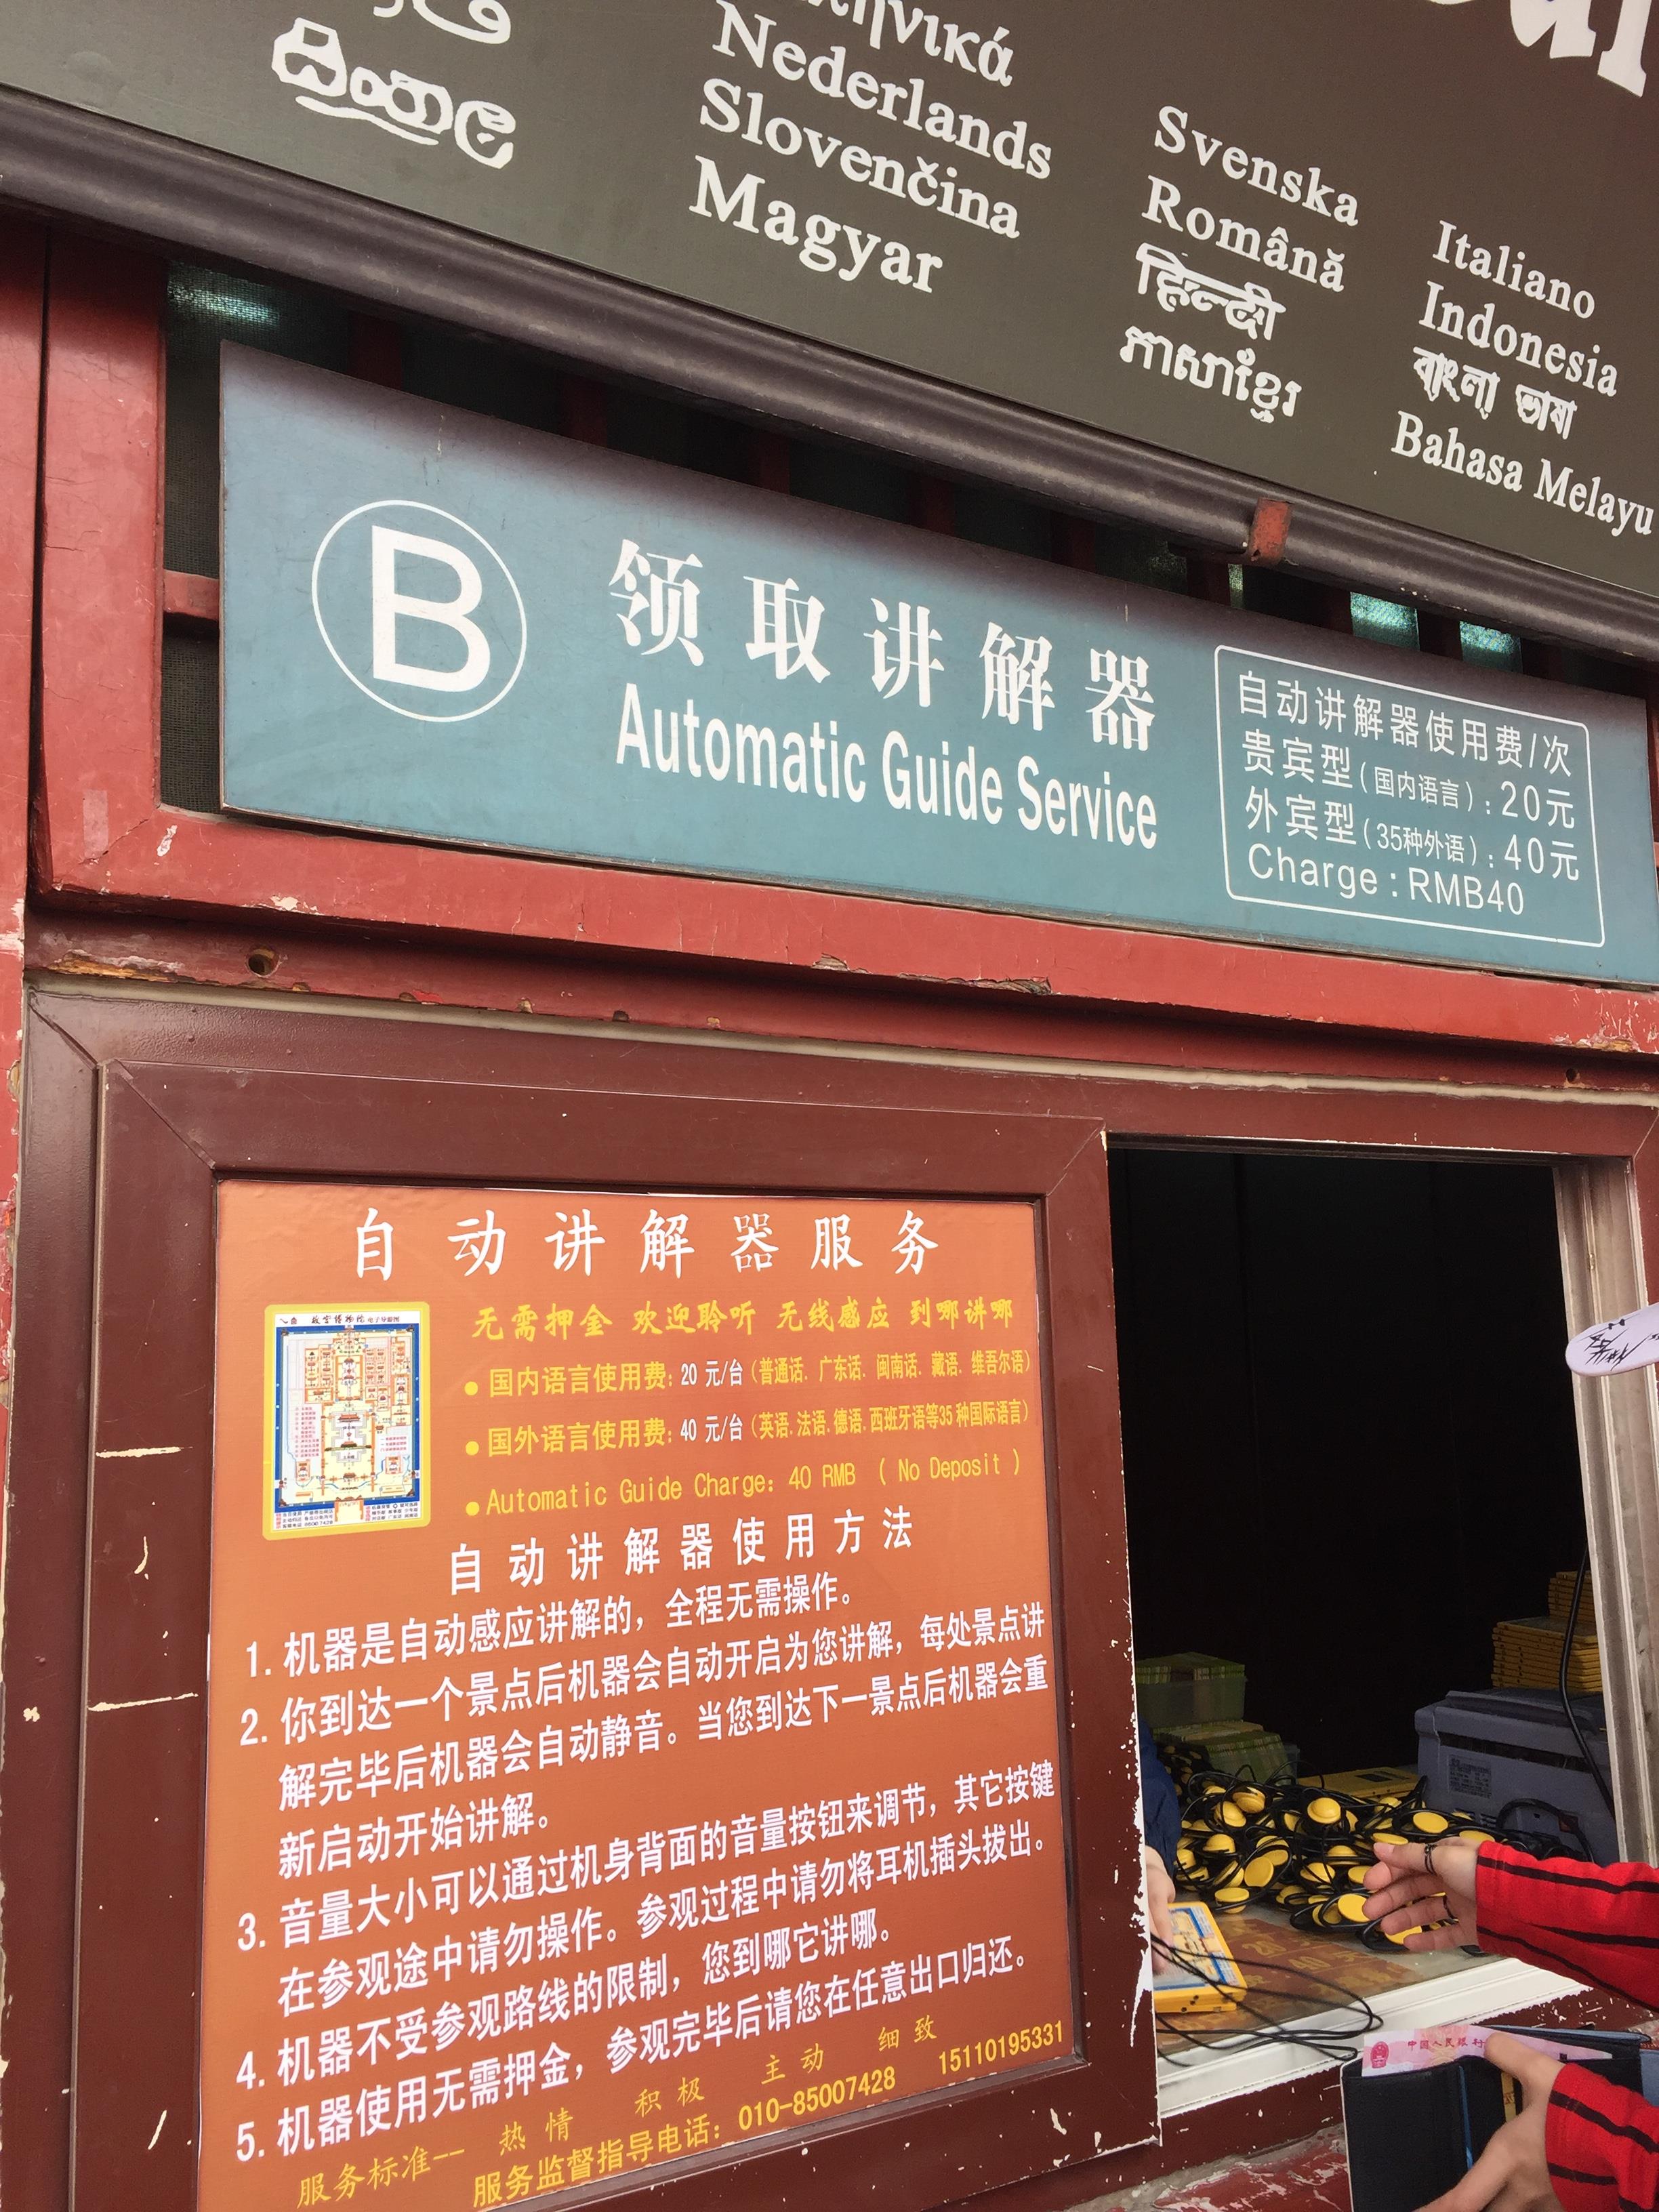 Nederlands
Slovenčina
Magyar
සිංහල
Svenska
Română
हिन्दी
ភាសាខ្មែរ
Italiano
Indonesia
বাংলা ভাষা
Bahasa Melayu
B
领取讲解器
Automatic Guide Service
自动讲解器使用费/次
贵宾型(国内语言):20元
外宾型(35种外语):40元
Charge:RMB40
自动讲解器服务
无需押金 欢迎聆听 无线感应 到哪讲哪
●国内语言使用费:20元/台(普通话.广东话.闽南话.藏语.维吾尔语)
●国外语言使用费:40元/台(英语.法语.德语.西班牙语等35种国际语言)
●Automatic Guide Charge: 40 RMB ( No Deposit )
自动讲解器使用方法
1. 机器是自动感应讲解的，全程无需操作。
2. 你到达一个景点后机器会自动开启为您讲解，每处景点讲
解完毕后机器会自动静音。当您到达下一景点后机器会重
新启动开始讲解。
3. 音量大小可以通过机身背面的音量按钮来调节，其它按键
在参观途中请勿操作。参观过程中请勿将耳机插头拔出。
4. 机器不受参观路线的限制，您到哪它讲哪。
5. 机器使用无需押金，参观完毕后请您在任意出口归还。
服务标准-- 热情 积极 主动 细致
服务监督指导电话: 010-85007428 15110195331
故宫博物院
中国人民银行